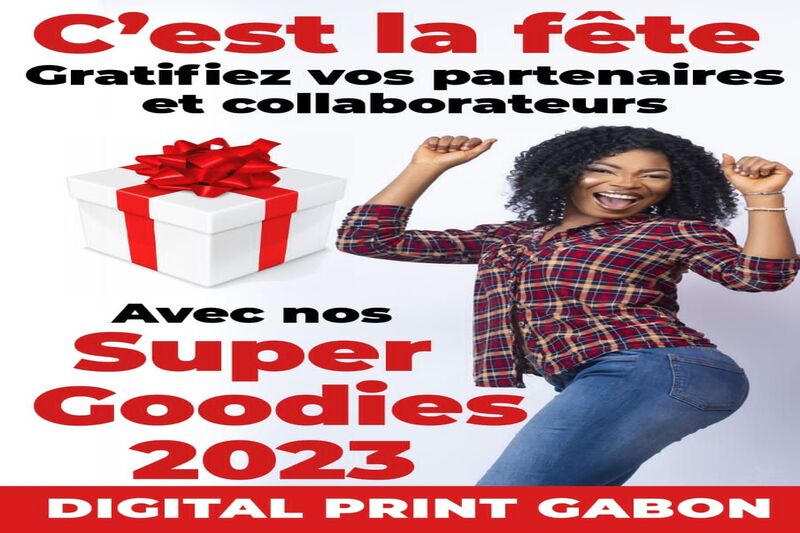 C'est la fête
Gratifiez vos partenaires
et collaborateurs
Avec nos
Super
Goodies
2023
DIGITAL PRINT GABON